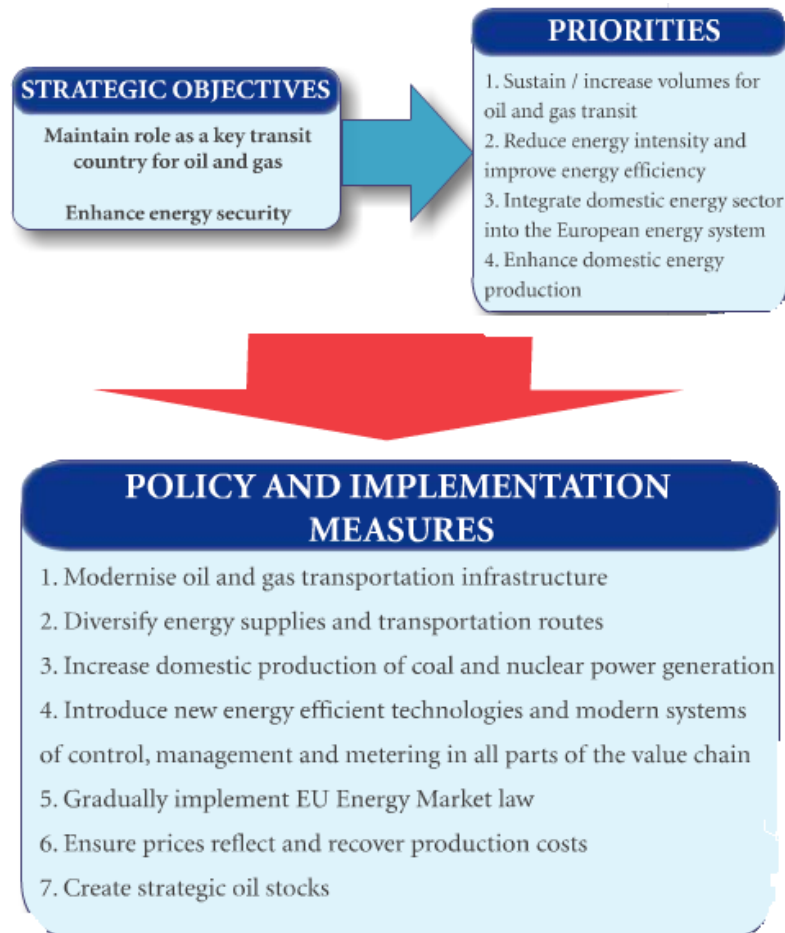 STRATEGIC OBJECTIVES
Maintain role as a key transit
country for oil and gas
Enhance energy security
PRIORITIES
1. Sustain / increase volumes for
oil and gas transit
2. Reduce energy intensity and
improve energy efficiency
3. Integrate domestic energy sector
into the European energy system
4. Enhance domestic energy
production
POLICY AND IMPLEMENTATION
MEASURES
1. Modernise oil and gas transportation infrastructure
2. Diversify energy supplies and transportation routes
3. Increase domestic production of coal and nuclear power generation
4. Introduce new energy efficient technologies and modern systems
of control, management and metering in all parts of the value chain
5. Gradually implement EU Energy Market law
6. Ensure prices reflect and recover production costs
7. Create strategic oil stocks